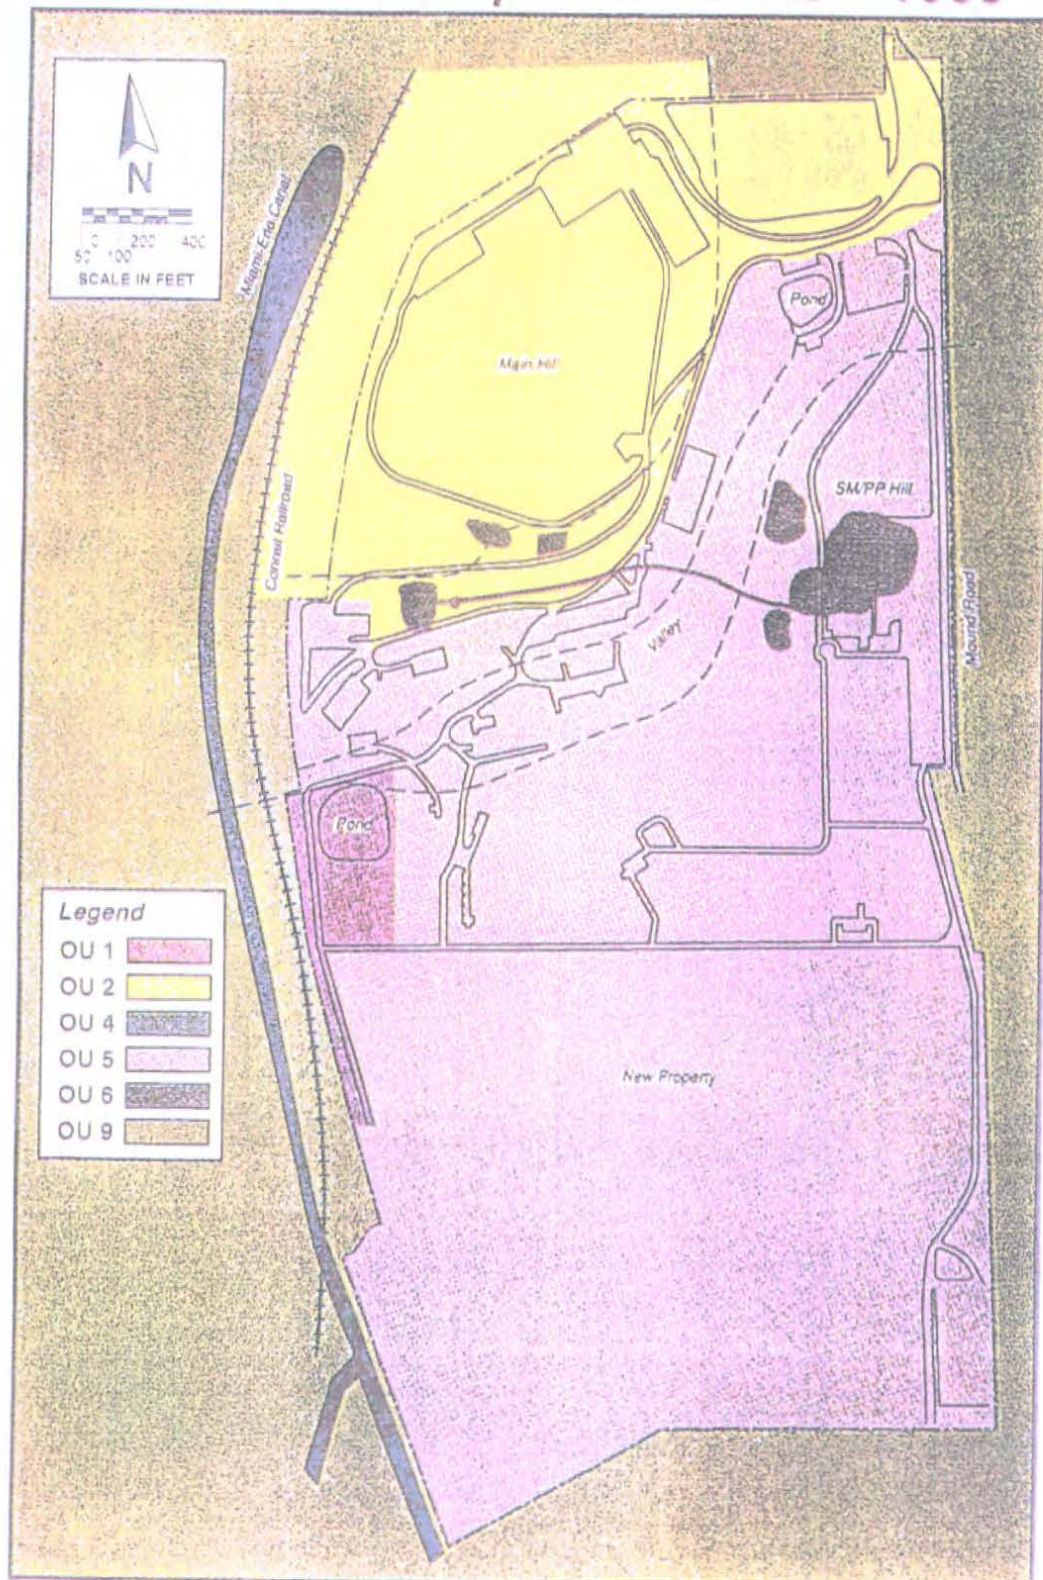 N
0 200 400
50 100
SCALE IN FEET
Miami-Erie Canal
Pond
Main Hill
Conrail Railroad
SM/PP Hill
Valley
Mound Road
Pond
Legend
OU 1
OU 2
OU 4
OU 5
OU 6
OU 9
New Property